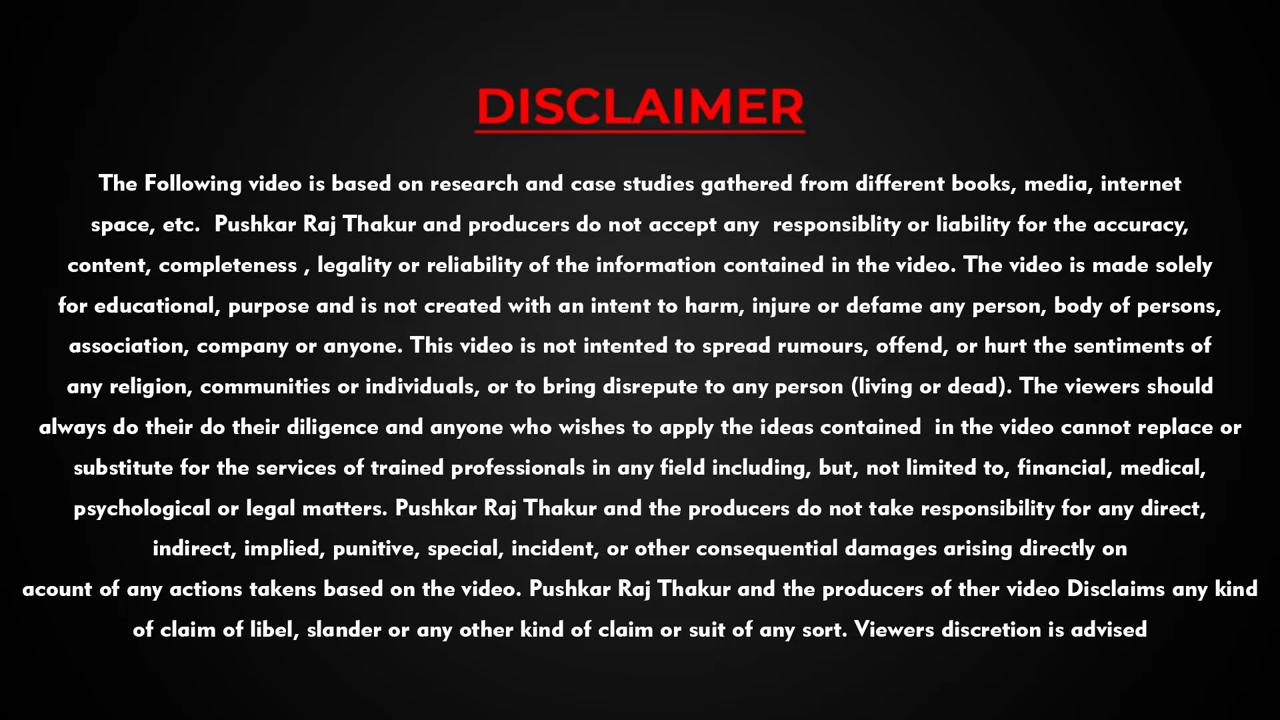 DISCLAIMER
The Following video is based on research and case studies gathered from different books, media, internet
space, etc.  Pushkar Raj Thakur and producers do not accept any  responsiblity or liability for the accuracy,
content, completeness , legality or reliability of the information contained in the video. The video is made solely
for educational, purpose and is not created with an intent to harm, injure or defame any person, body of persons,
association, company or anyone. This video is not intented to spread rumours, offend, or hurt the sentiments of
any religion, communities or individuals, or to bring disrepute to any person (living or dead). The viewers should
always do their do their diligence and anyone who wishes to apply the ideas contained  in the video cannot replace or
substitute for the services of trained professionals in any field including, but, not limited to, financial, medical,
psychological or legal matters. Pushkar Raj Thakur and the producers do not take responsibility for any direct,
indirect, implied, punitive, special, incident, or other consequential damages arising directly on
acount of any actions takens based on the video. Pushkar Raj Thakur and the producers of ther video Disclaims any kind
of claim of libel, slander or any other kind of claim or suit of any sort. Viewers discretion is advised